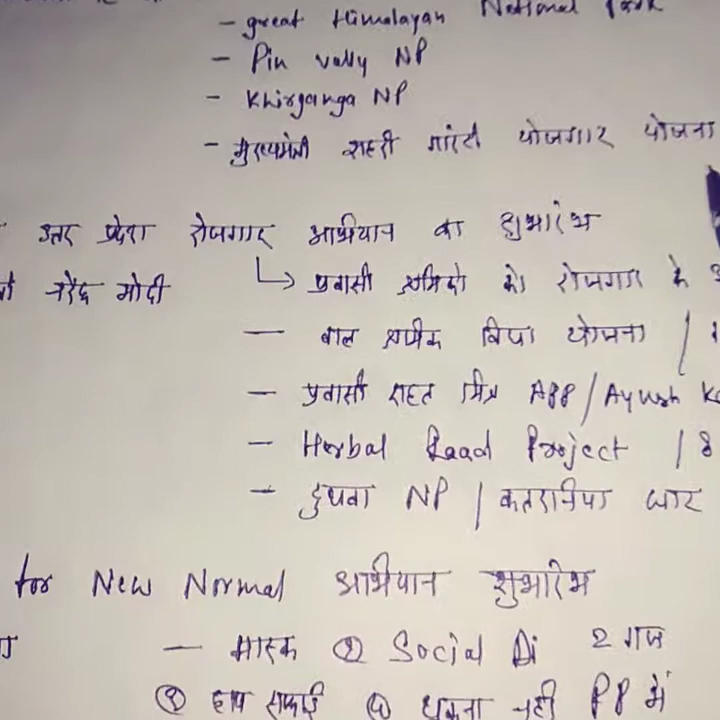 - great Himalayan National Park
- Pin vally NP
- Khirganga NP
- मुख्यमंत्री शहरी गारंटी रोजगार योजना
उत्तर प्रदेश रोजगार अभियान का शुभारंभ
नरेंद्र मोदी ↳ प्रवासी श्रमिको को रोजगार के
- बाल श्रमिक विद्या योजना /
- प्रवासी राहत मित्र APP / Ayush
- Herbal Road Project /
- दुधवा NP / कतरनिया घाट
for New Normal अभियान शुभारंभ
- मास्क ② Social Di 2 गज
③ हाथ सफाई ④ थुकना नहीं PP में